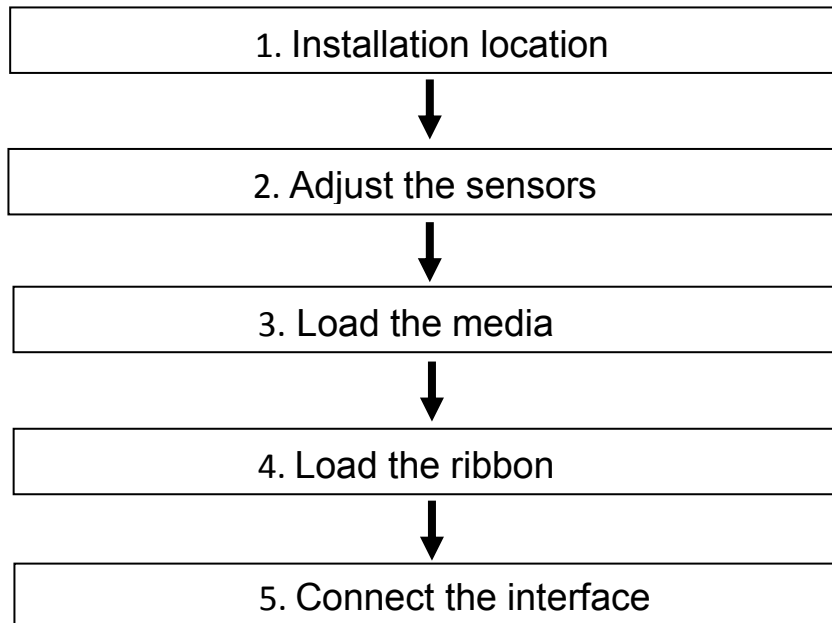 1. Installation location
2. Adjust the sensors
3. Load the media
4. Load the ribbon
5. Connect the interface